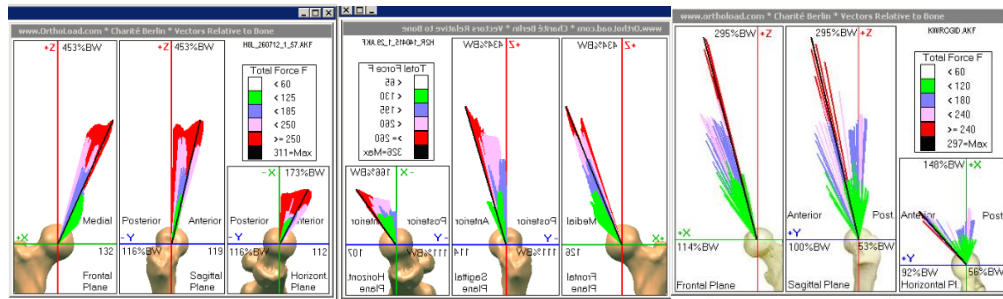 www.OrthoLoad.com * Charité Berlin * Vectors Relative to Bone
+Z 453%BW
+Z 453%BW
H8L_260712_1_57.AKF
Total Force F
< 60
< 125
< 185
< 250
>= 250
311=Max
Medial
+X
132
Frontal
Plane
Posterior
Anterior
-Y
116%BW
119
Sagittal
Plane
-X 173%BW
Posterior
Anterior
-Y
116%BW
112
Horizont.
Plane
www.OrthoLoad.com * Charité Berlin * Vectors Relative to Bone
Total Force F
< 65
< 130
< 195
< 260
>= 260
326=Max
-X
166%BW
Posterior
Anterior
107
Horizont.
Plane
434%BW +Z
Posterior
Anterior
-Y
111%BW
114
Sagittal
Plane
434%BW +Z
Medial
+X
126
Frontal
Plane
www.OrthoLoad.com * Charité Berlin * Vectors Relative to Bone
295%BW
+Z
295%BW
+Z
KWIROGID.AKF
Total Force F
< 60
< 120
< 180
< 240
>= 240
297=Max
+X
114%BW
Frontal Plane
Anterior
Post.
+Y
100%BW
53%BW
Sagittal Plane
148%BW
+X
Anterior
Post.
+Y
92%BW
56%BW
Horizontal Pl.